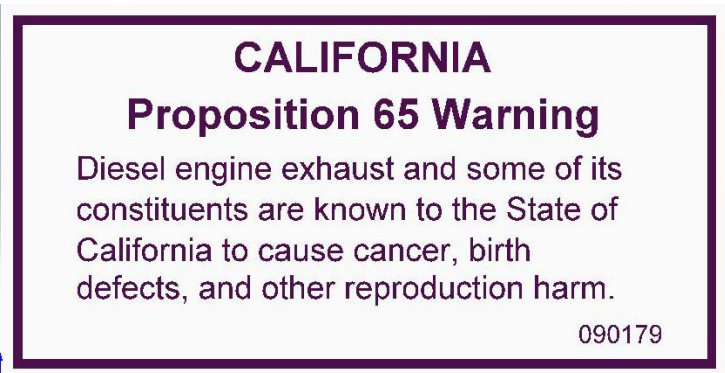 CALIFORNIA
Proposition 65 Warning
Diesel engine exhaust and some of its
constituents are known to the State of
California to cause cancer, birth
defects, and other reproduction harm.
090179